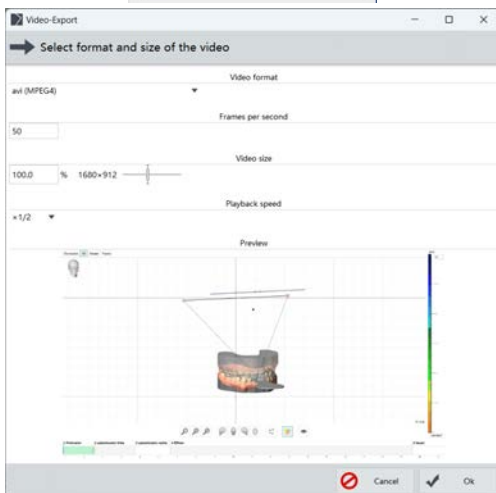 Video-Export
Select format and size of the video
Video format
avi (MPEG4)
Frames per second
50
Video size
100.0 % 1680×912
Playback speed
×1/2
Preview
Cancel Ok